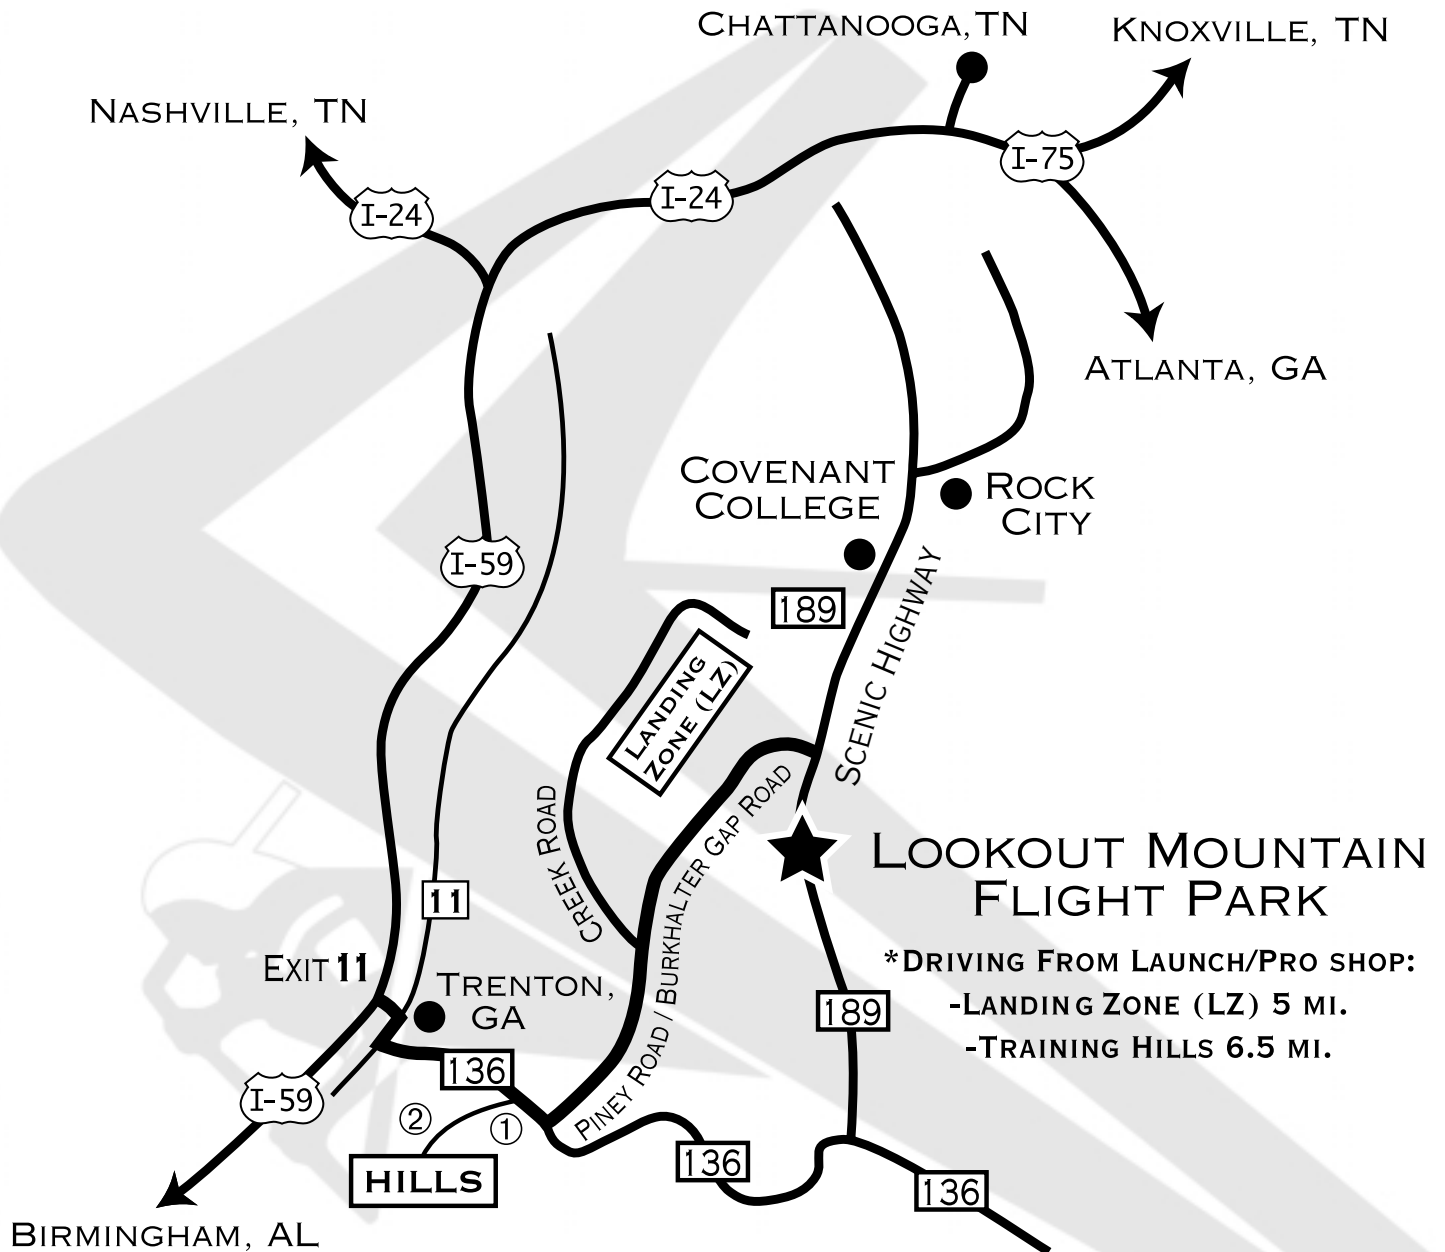 CHATTANOOGA, TN
KNOXVILLE, TN
NASHVILLE, TN
I-75
I-24
I-24
ATLANTA, GA
COVENANT
COLLEGE
ROCK
CITY
I-59
189
SCENIC HIGHWAY
LANDING
ZONE (LZ)
CREEK ROAD
PINEY ROAD / BURKHALTER GAP ROAD
LOOKOUT MOUNTAIN
FLIGHT PARK
*DRIVING FROM LAUNCH/PRO SHOP:
-LANDING ZONE (LZ) 5 MI.
-TRAINING HILLS 6.5 MI.
11
EXIT 11
TRENTON,
GA
189
136
I-59
②
①
HILLS
136
136
BIRMINGHAM, AL